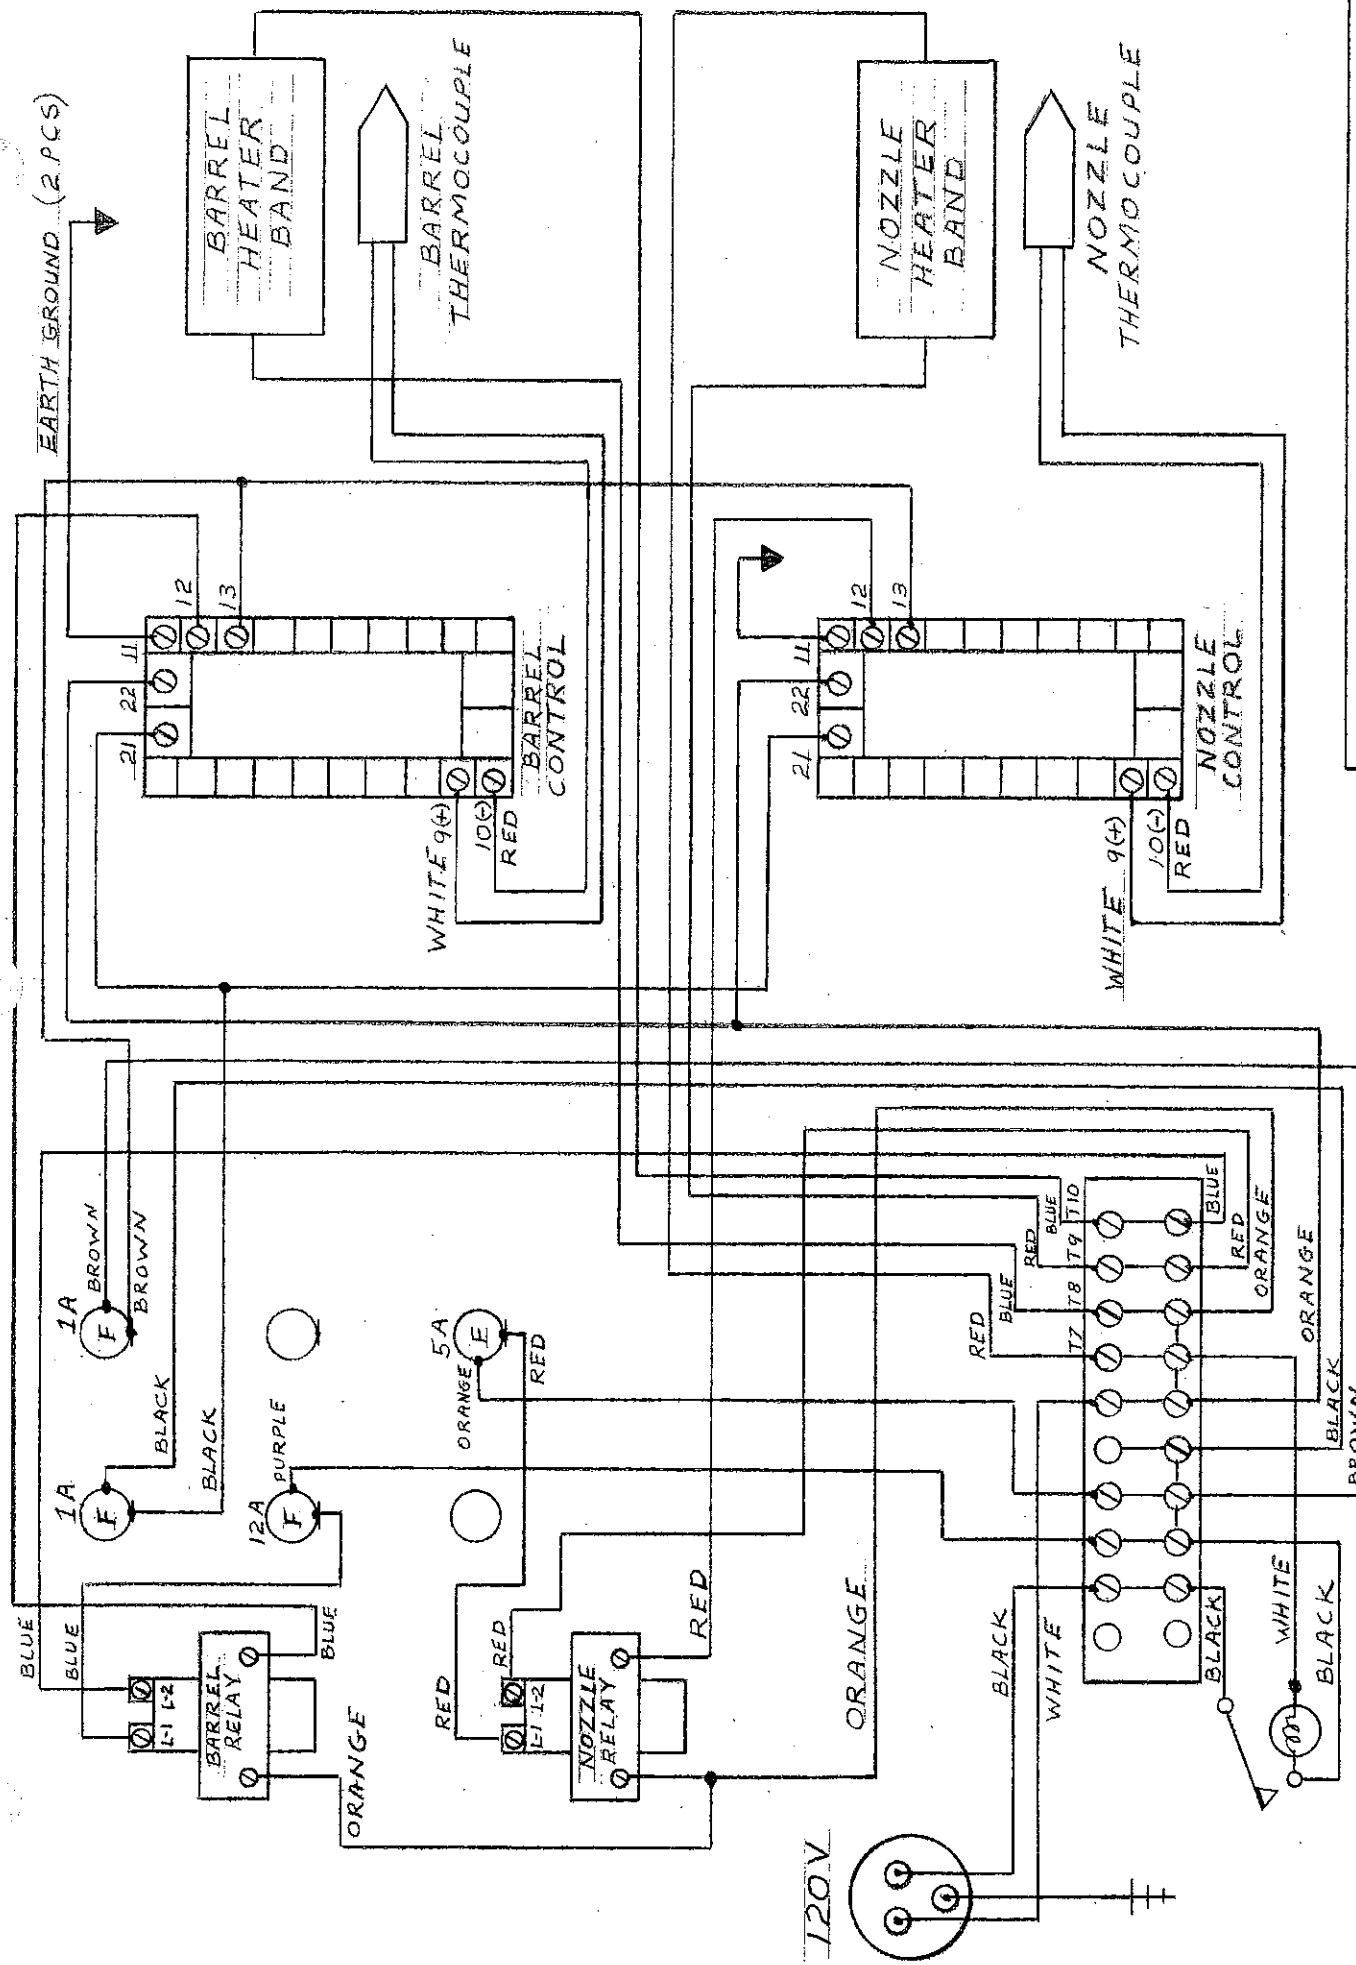 EARTH GROUND (2 PCS)
BARREL
HEATER
BAND
BARREL
THERMOCOUPLE
NOZZLE
HEATER
BAND
NOZZLE
THERMOCOUPLE
11
12
13
22
21
WHITE 9(+)
10(-)
RED
BARREL
CONTROL
11
12
13
22
21
WHITE 9(+)
10(-)
RED
NOZZLE
CONTROL
1A
F
BROWN
BROWN
1A
F
BLACK
BLACK
12A
F
PURPLE
5A
F
ORANGE
RED
BLUE
BLUE
L-1 L-2
BARREL
RELAY
BLUE
ORANGE
RED
RED
L-1 L-2
NOZZLE
RELAY
RED
ORANGE
RED
BLUE
RED
BLUE
T7 T8 T9 T10
BLUE
RED
ORANGE
ORANGE
BLACK
BROWN
BLACK
WHITE
BLACK
WHITE
BLACK
120V